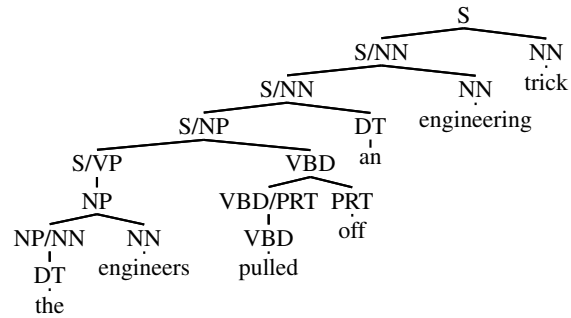 S
S/NN NN
trick
S/NN NN
engineering
S/NP DT
an
S/VP VBD
NP VBD/PRT PRT
off
NP/NN NN VBD
engineers pulled
DT
the